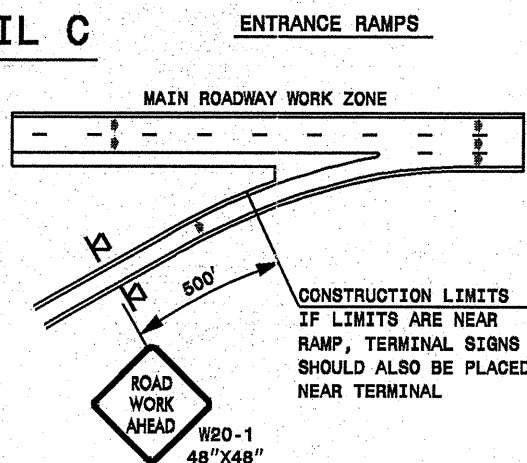 IL C
ENTRANCE RAMPS
MAIN ROADWAY WORK ZONE
500'
CONSTRUCTION LIMITS
IF LIMITS ARE NEAR
RAMP, TERMINAL SIGNS
SHOULD ALSO BE PLACED
NEAR TERMINAL
ROAD
WORK
AHEAD
W20-1
48"X48"